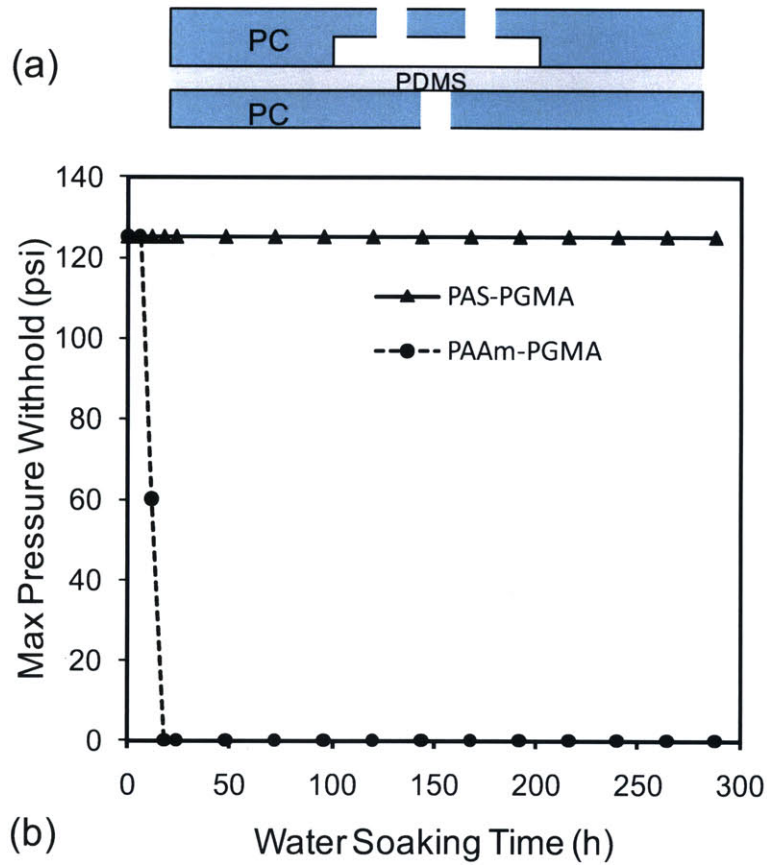 (a)
PC
PDMS
PC
Max Pressure Withhold (psi)
140
120
100
80
60
40
20
0
PAS-PGMA
PAAm-PGMA
0 50 100 150 200 250 300
(b)
Water Soaking Time (h)